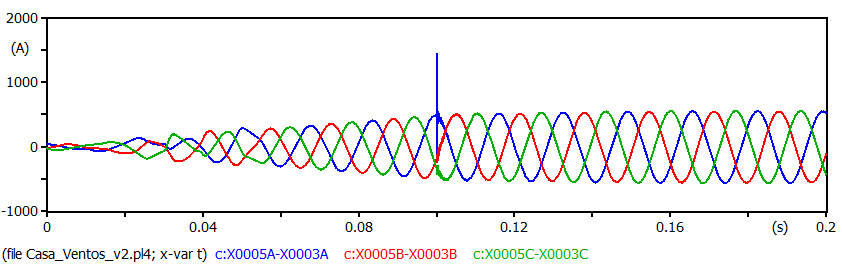 2000
(A)
1000
0
-1000
0 0.04 0.08 0.12 0.16 (s) 0.2
(file Casa_Ventos_v2.pl4; x-var t) c:X0005A-X0003A c:X0005B-X0003B c:X0005C-X0003C